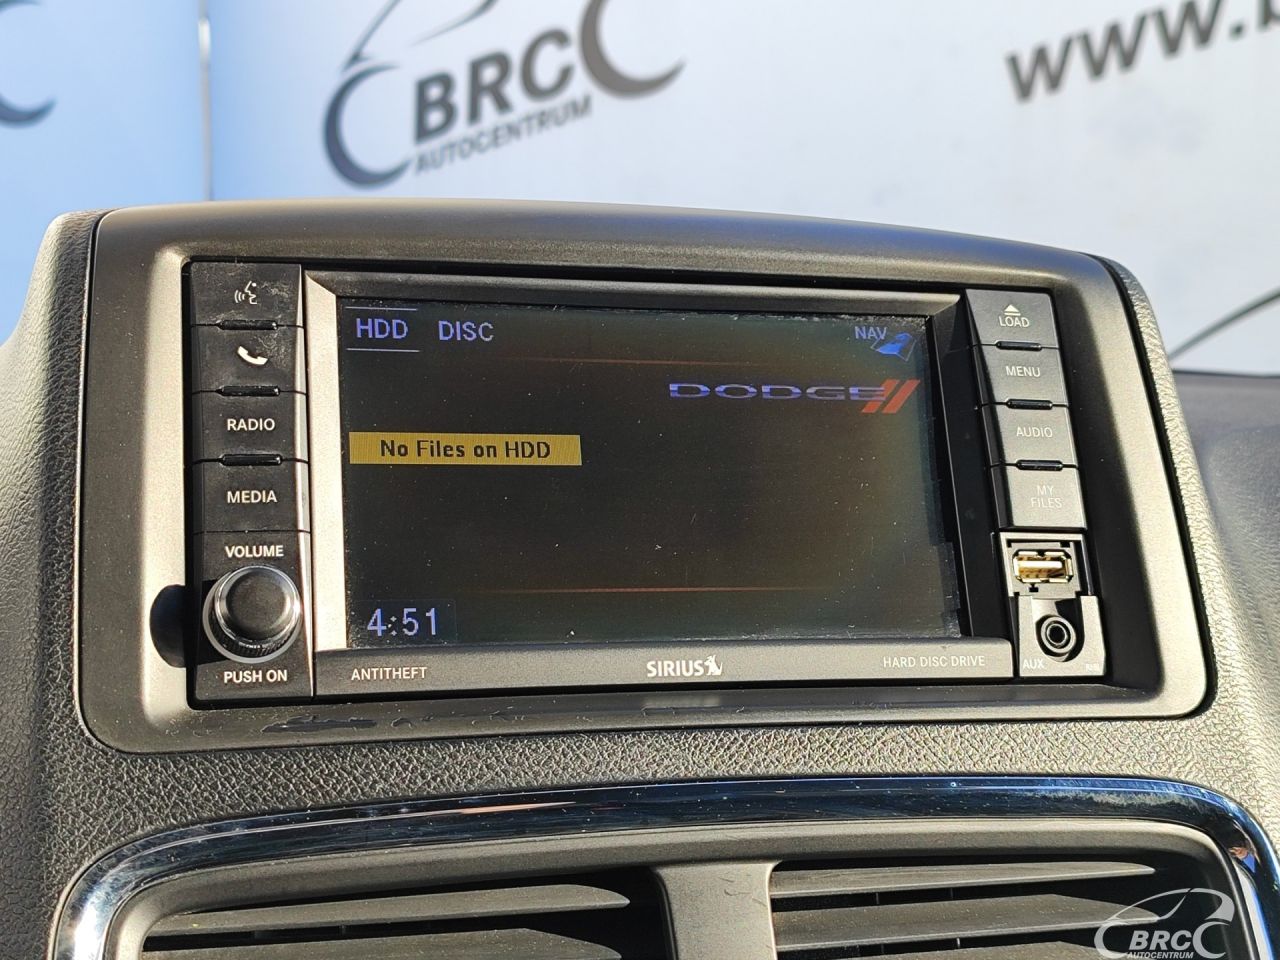 BRC
AUTOCENTRUM
www.b
HDD DISC
NAV
DODGE
No Files on HDD
4:51
RADIO
MEDIA
VOLUME
PUSH ON
LOAD
MENU
AUDIO
MY
FILES
AUX
ANTITHEFT
SIRIUS
HARD DISC DRIVE
BRC
AUTOCENTRUM